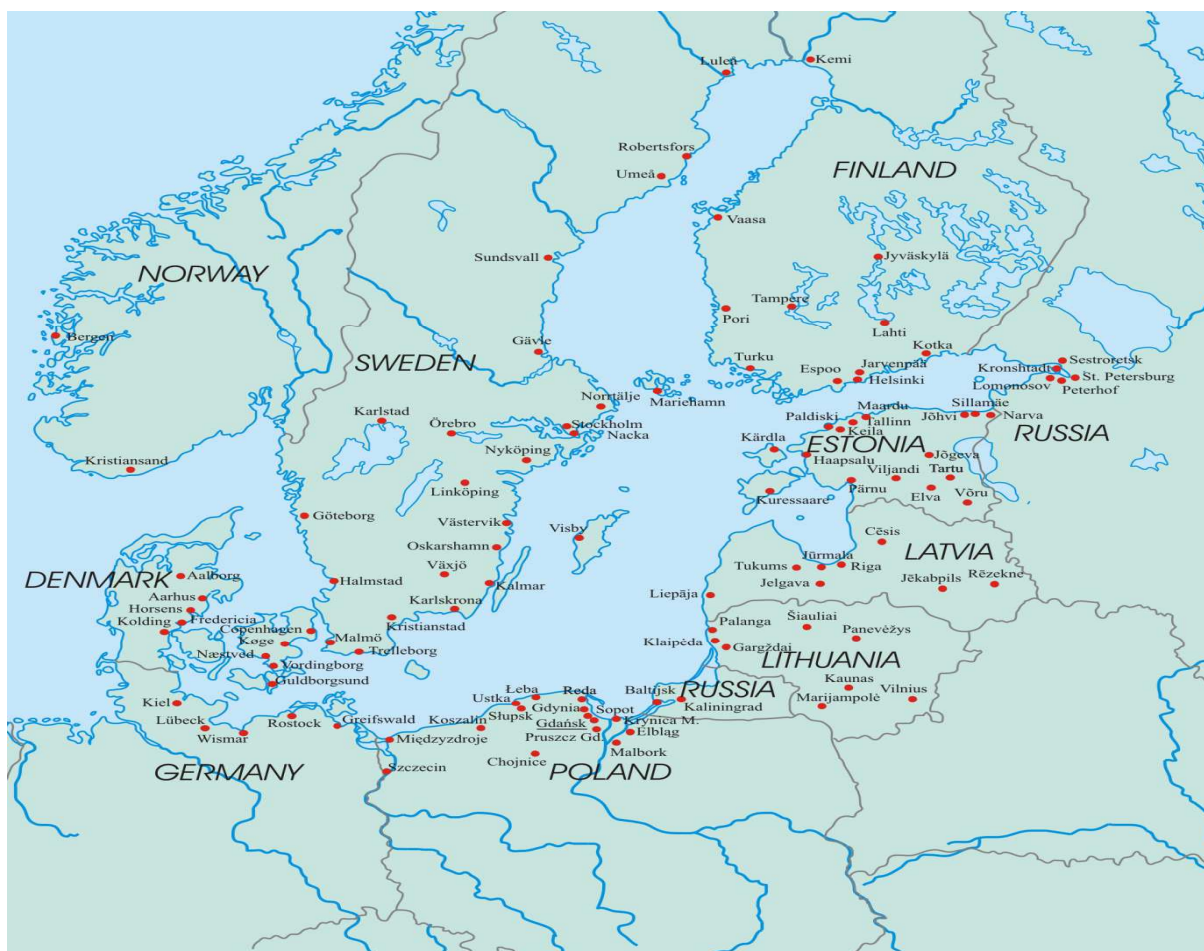 Luleå
Kemi
Robertsfors
Umeå
FINLAND
Vaasa
Sundsvall
Jyväskylä
NORWAY
Tampere
Pori
Lahti
Bergen
Gävle
Kotka
SWEDEN
Turku
Jarvenpää
Espoo
Helsinki
Sestroretsk
Kronshtadt
St. Petersburg
Lomonosov
Peterhof
Mariehamn
Norrtälje
Karlstad
Örebro
Stockholm
Nacka
Maardu
Sillamäe
Paldiski
Tallinn
Jõhvi
Narva
Keila
RUSSIA
Kärdla
ESTONIA
Nyköping
Haapsalu
Jõgeva
Kristiansand
Viljandi
Tartu
Linköping
Kuressaare
Pärnu
Elva
Võru
Göteborg
Västervik
Visby
Cēsis
Oskarshamn
LATVIA
Jūrmala
Tukums
Riga
Växjö
DENMARK
Aalborg
Halmstad
Kalmar
Jelgava
Jēkabpils
Rēzekne
Aarhus
Liepāja
Horsens
Karlskrona
Fredericia
Kristianstad
Šiauliai
Palanga
Kolding
Copenhagen
Panevėžys
Køge
Malmö
Klaipėda
Gargždai
Næstved
Trelleborg
LITHUANIA
Vordingborg
Kaunas
Guldborgsund
Łeba
Reda
Baltijsk
RUSSIA
Marijampolė
Vilnius
Kiel
Ustka
Gdynia
Sopot
Kaliningrad
Lübeck
Rostock
Greifswald
Koszalin
Słupsk
Gdańsk
Krynica M.
Wismar
Międzyzdroje
Pruszcz Gd.
Elbląg
Malbork
Chojnice
GERMANY
Szczecin
POLAND